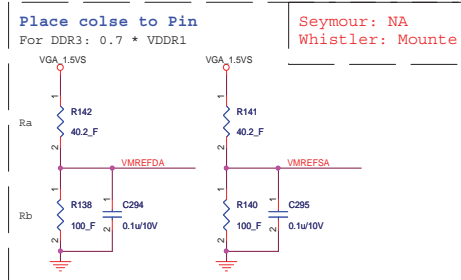 Place colse to Pin
For DDR3: 0.7 * VDDR1
Seymour: NA
Whistler: Mounte
VGA_1.5VS
VGA_1.5VS
1
1
Ra
R142
40.2_F
R141
40.2_F
2
2
VMREFDA
VMREFSA
1
1
1
1
Rb
R138
100_F
C294
0.1u/10V
R140
100_F
C295
0.1u/10V
2
2
2
2